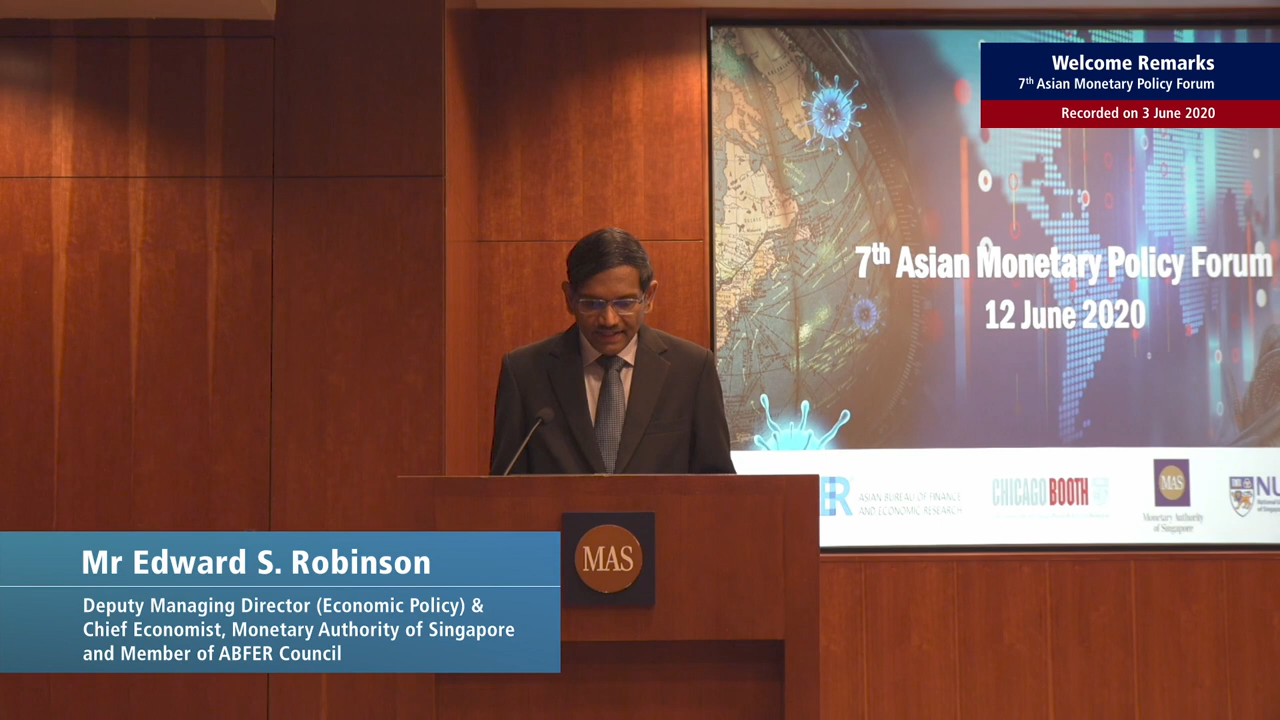 Welcome Remarks
7th Asian Monetary Policy Forum
Recorded on 3 June 2020
7th Asian Monetary Policy Forum
12 June 2020
ER
ASIAN BUREAU OF FINANCE
AND ECONOMIC RESEARCH
CHICAGO BOOTH
MAS
Monetary Authority
of Singapore
NU
MAS
Mr Edward S. Robinson
Deputy Managing Director (Economic Policy) &
Chief Economist, Monetary Authority of Singapore
and Member of ABFER Council